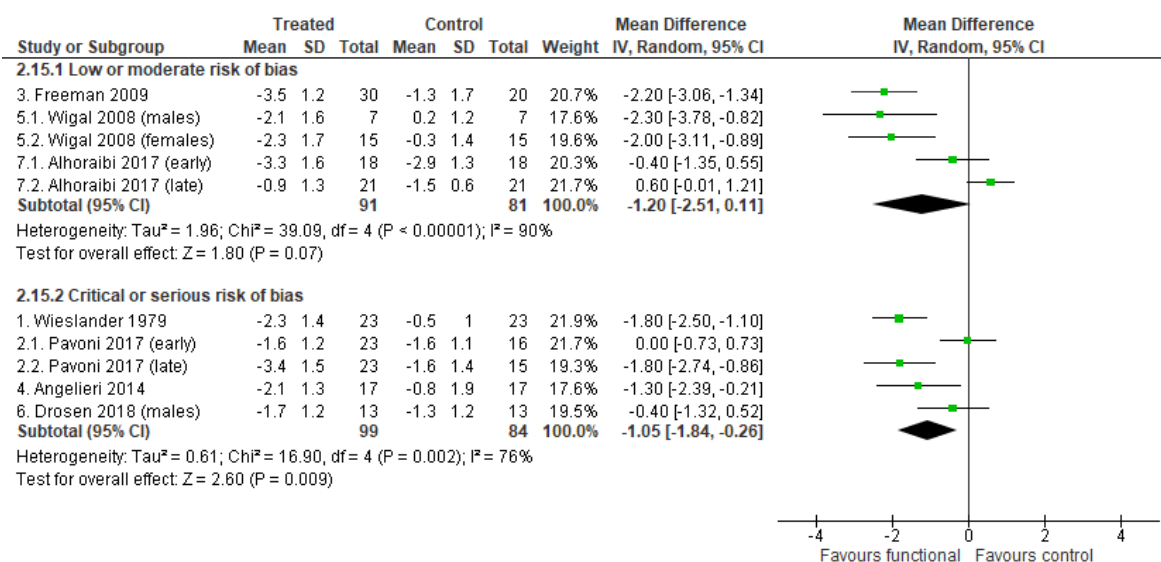 Treated Control Mean Difference Mean Difference
Study or Subgroup Mean SD Total Mean SD Total Weight IV, Random, 95% CI IV, Random, 95% CI
2.15.1 Low or moderate risk of bias
3. Freeman 2009 -3.5 1.2 30 -1.3 1.7 20 20.7% -2.20 [-3.06, -1.34]
5.1. Wigal 2008 (males) -2.1 1.6 7 0.2 1.2 7 17.6% -2.30 [-3.78, -0.82]
5.2. Wigal 2008 (females) -2.3 1.7 15 -0.3 1.4 15 19.6% -2.00 [-3.11, -0.89]
7.1. Alhoraibi 2017 (early) -3.3 1.6 18 -2.9 1.3 18 20.3% -0.40 [-1.35, 0.55]
7.2. Alhoraibi 2017 (late) -0.9 1.3 21 -1.5 0.6 21 21.7% 0.60 [-0.01, 1.21]
Subtotal (95% CI) 91 81 100.0% -1.20 [-2.51, 0.11]
Heterogeneity: Tau² = 1.96; Chi² = 39.09, df = 4 (P < 0.00001); I² = 90%
Test for overall effect: Z = 1.80 (P = 0.07)
2.15.2 Critical or serious risk of bias
1. Wieslander 1979 -2.3 1.4 23 -0.5 1 23 21.9% -1.80 [-2.50, -1.10]
2.1. Pavoni 2017 (early) -1.6 1.2 23 -1.6 1.1 16 21.7% 0.00 [-0.73, 0.73]
2.2. Pavoni 2017 (late) -3.4 1.5 23 -1.6 1.4 15 19.3% -1.80 [-2.74, -0.86]
4. Angelieri 2014 -2.1 1.3 17 -0.8 1.9 17 17.6% -1.30 [-2.39, -0.21]
6. Drosen 2018 (males) -1.7 1.2 13 -1.3 1.2 13 19.5% -0.40 [-1.32, 0.52]
Subtotal (95% CI) 99 84 100.0% -1.05 [-1.84, -0.26]
Heterogeneity: Tau² = 0.61; Chi² = 16.90, df = 4 (P = 0.002); I² = 76%
Test for overall effect: Z = 2.60 (P = 0.009)
-4 -2 0 2 4
Favours functional Favours control